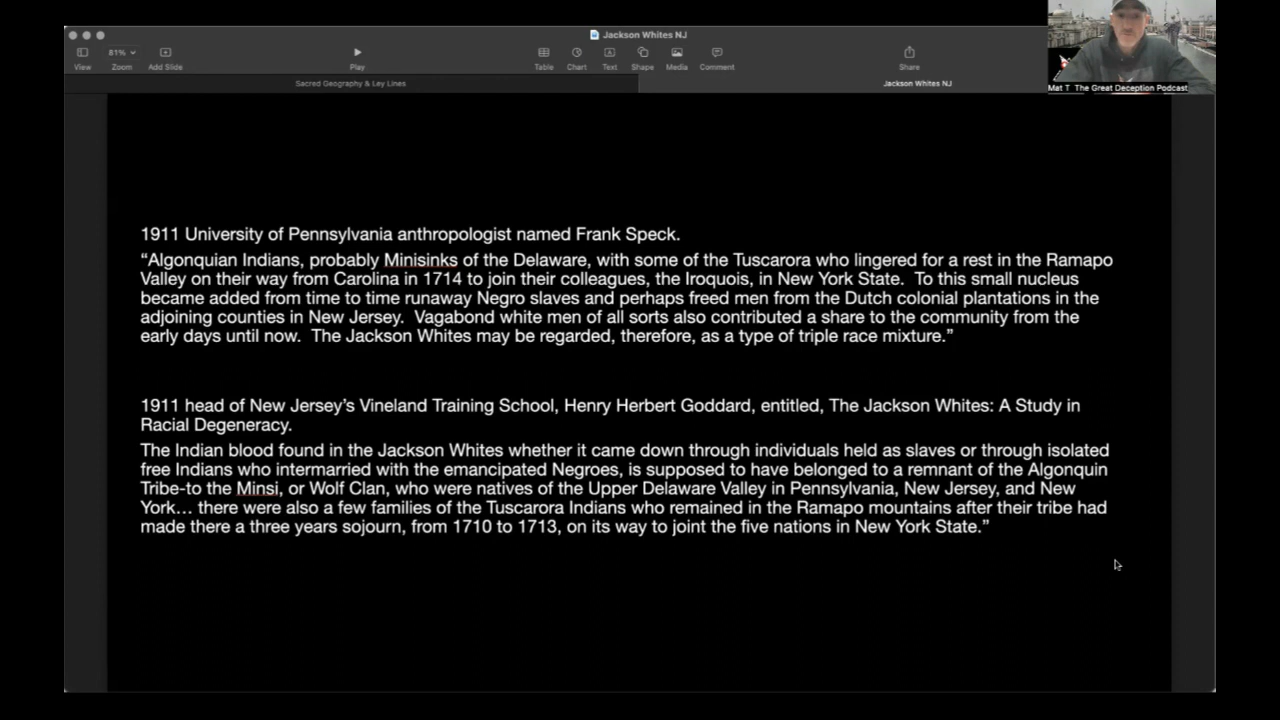 Jackson Whites NJ
81%
View
Zoom
Add Slide
Play
Table
Chart
Text
Shape
Media
Comment
Share
Sacred Geography & Ley Lines
Jackson Whites NJ
Mat T The Great Deception Podcast
1911 University of Pennsylvania anthropologist named Frank Speck.
“Algonquian Indians, probably Minisinks of the Delaware, with some of the Tuscarora who lingered for a rest in the Ramapo
Valley on their way from Carolina in 1714 to join their colleagues, the Iroquois, in New York State.  To this small nucleus
became added from time to time runaway Negro slaves and perhaps freed men from the Dutch colonial plantations in the
adjoining counties in New Jersey.  Vagabond white men of all sorts also contributed a share to the community from the
early days until now.  The Jackson Whites may be regarded, therefore, as a type of triple race mixture.”
1911 head of New Jersey’s Vineland Training School, Henry Herbert Goddard, entitled, The Jackson Whites: A Study in
Racial Degeneracy.
The Indian blood found in the Jackson Whites whether it came down through individuals held as slaves or through isolated
free Indians who intermarried with the emancipated Negroes, is supposed to have belonged to a remnant of the Algonquin
Tribe-to the Minsi, or Wolf Clan, who were natives of the Upper Delaware Valley in Pennsylvania, New Jersey, and New
York… there were also a few families of the Tuscarora Indians who remained in the Ramapo mountains after their tribe had
made there a three years sojourn, from 1710 to 1713, on its way to joint the five nations in New York State.”